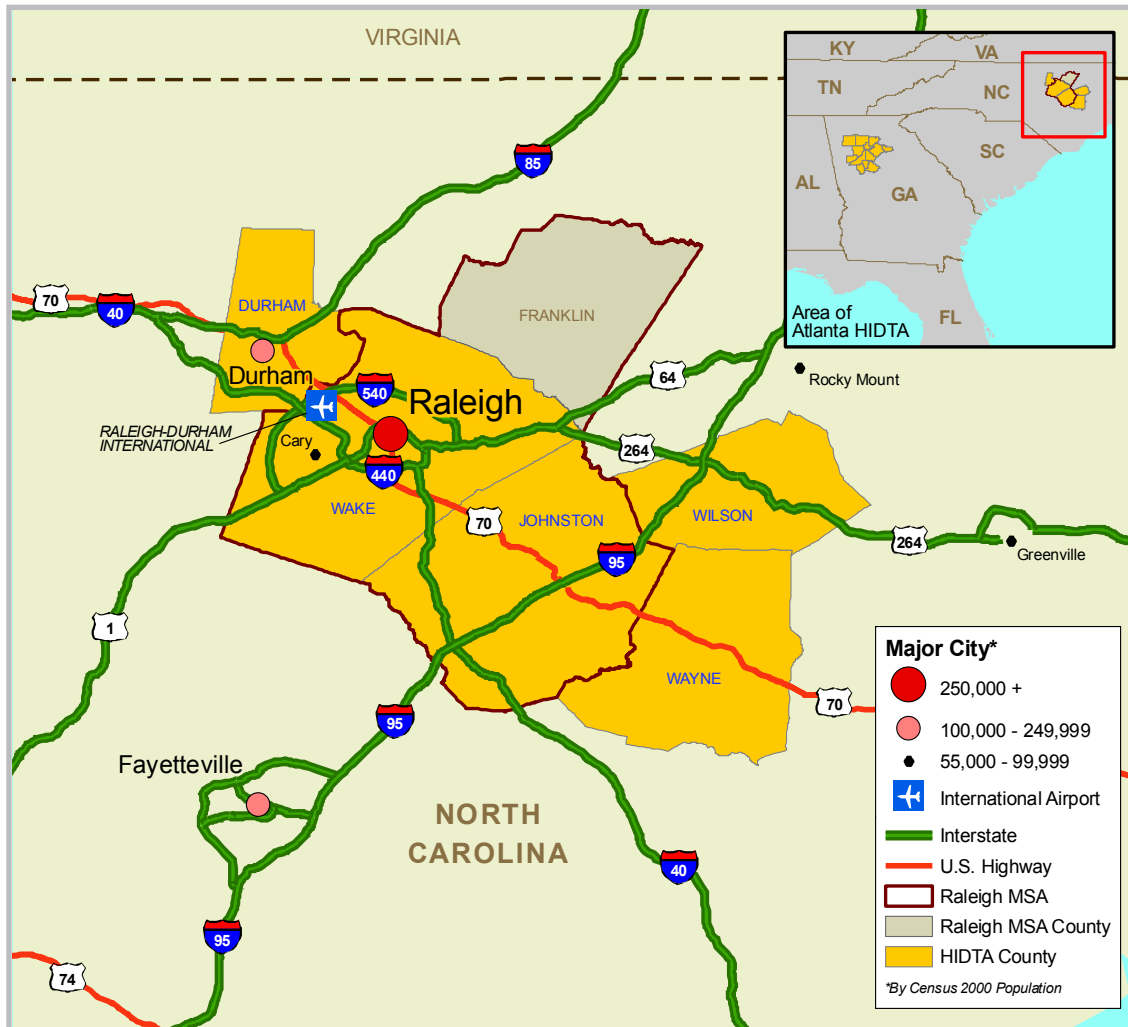 VIRGINIA
85
KY
VA
TN
NC
SC
AL
GA
FL
Area of
Atlanta HIDTA
70
40
DURHAM
FRANKLIN
Durham
540
Raleigh
64
Rocky Mount
RALEIGH-DURHAM
INTERNATIONAL
Cary
440
264
WAKE
70
JOHNSTON
WILSON
95
264
Greenville
1
WAYNE
70
95
Fayetteville
NORTH
CAROLINA
40
95
74
Major City*
250,000 +
100,000 - 249,999
55,000 - 99,999
International Airport
Interstate
U.S. Highway
Raleigh MSA
Raleigh MSA County
HIDTA County
*By Census 2000 Population